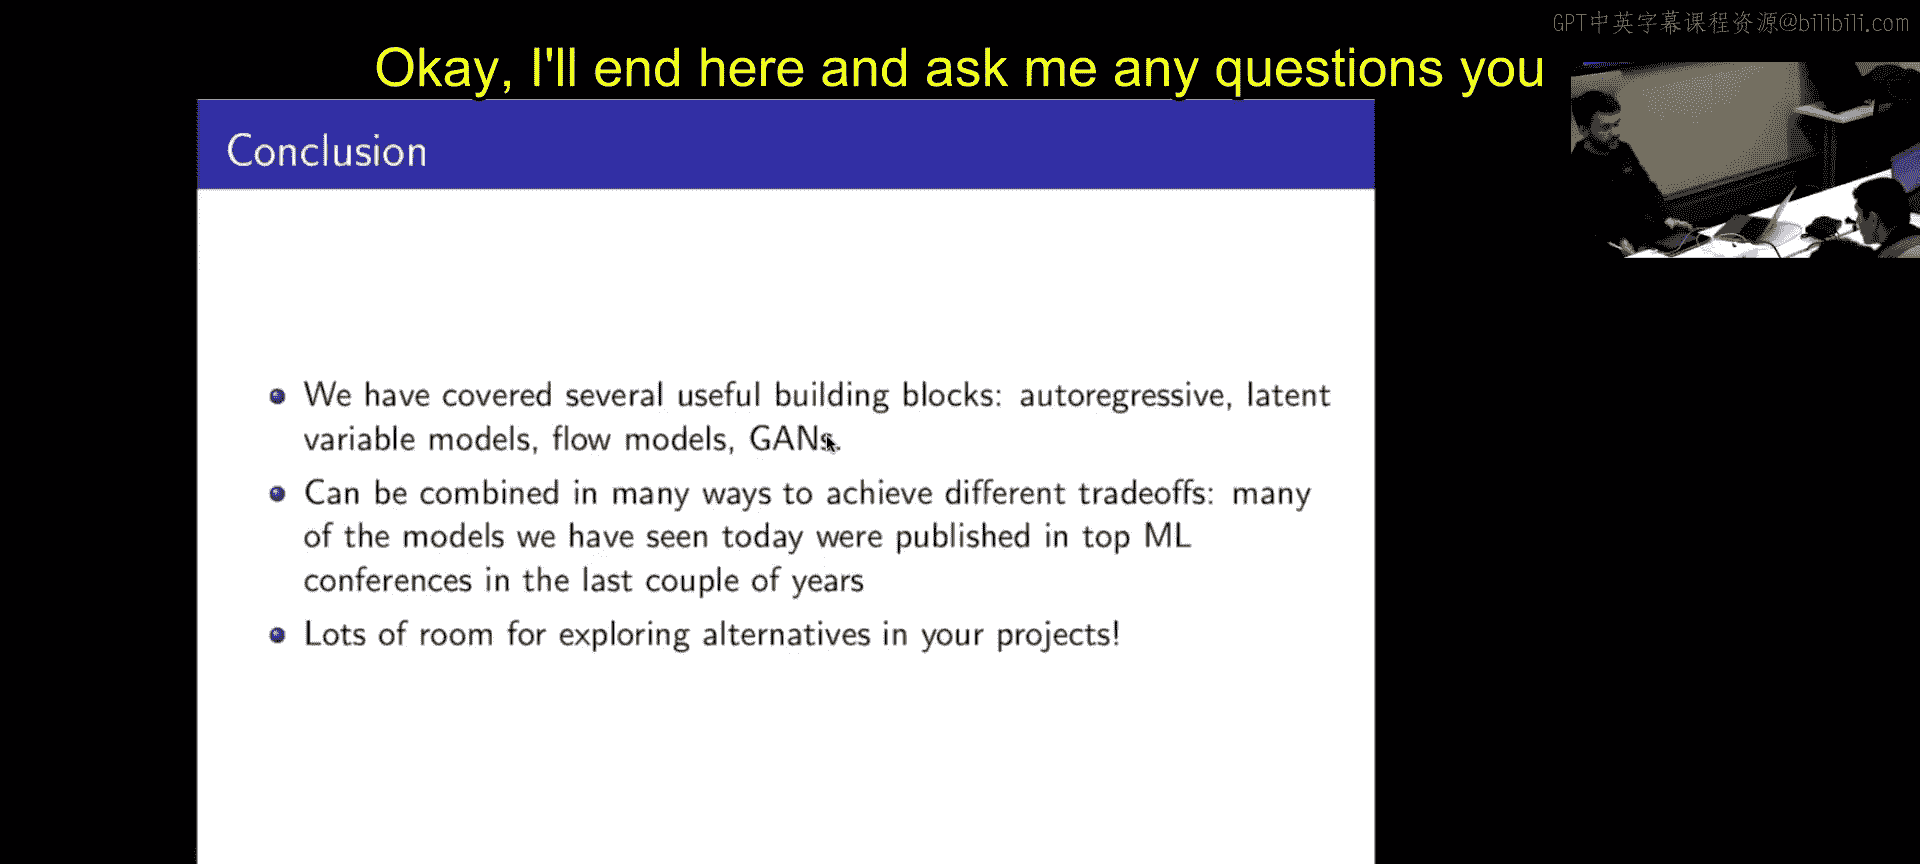 GPT中英字幕课程资源@bilibili.com
Okay, I'll end here and ask me any questions you
Conclusion
We have covered several useful building blocks: autoregressive, latent
variable models, flow models, GANs.
Can be combined in many ways to achieve different tradeoffs: many
of the models we have seen today were published in top ML
conferences in the last couple of years
Lots of room for exploring alternatives in your projects!